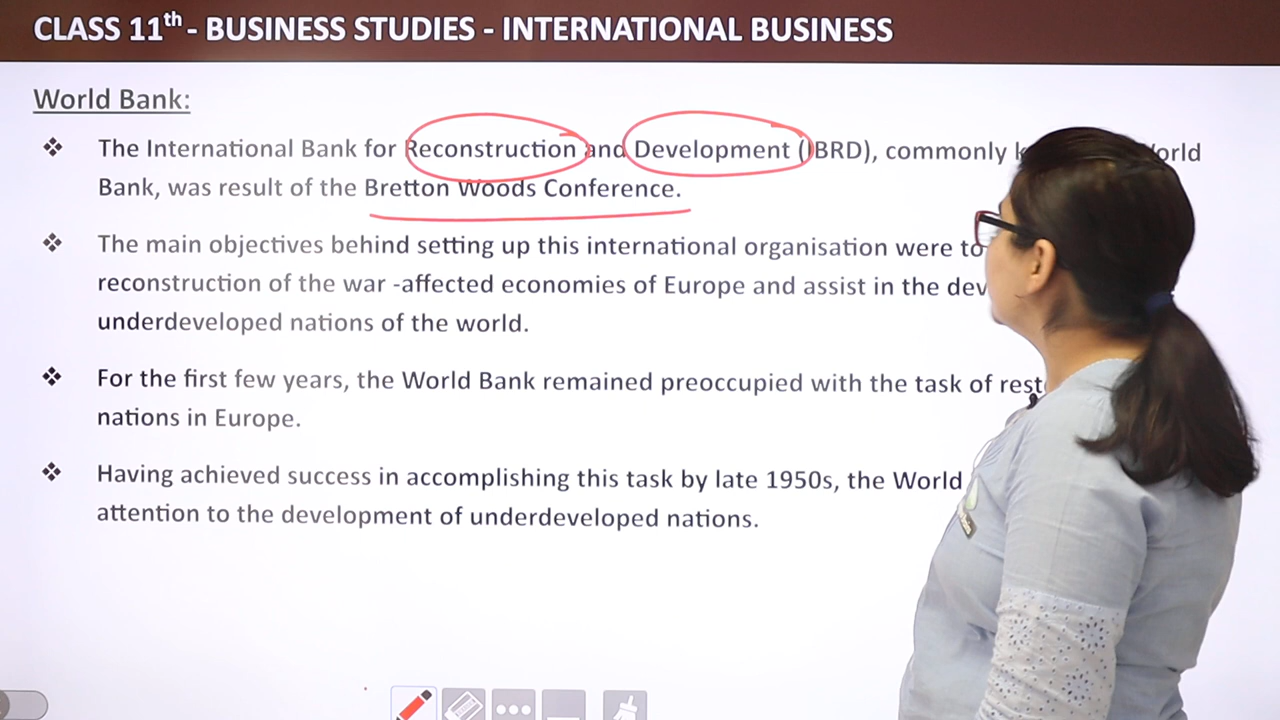 CLASS 11th - BUSINESS STUDIES - INTERNATIONAL BUSINESS
World Bank:
❖ The International Bank for Reconstruction and Development (IBRD), commonly
Bank, was result of the Bretton Woods Conference.
❖ The main objectives behind setting up this international organisation were to
reconstruction of the war -affected economies of Europe and assist in the
underdeveloped nations of the world.
❖ For the first few years, the World Bank remained preoccupied with the task of
nations in Europe.
❖ Having achieved success in accomplishing this task by late 1950s, the World
attention to the development of underdeveloped nations.